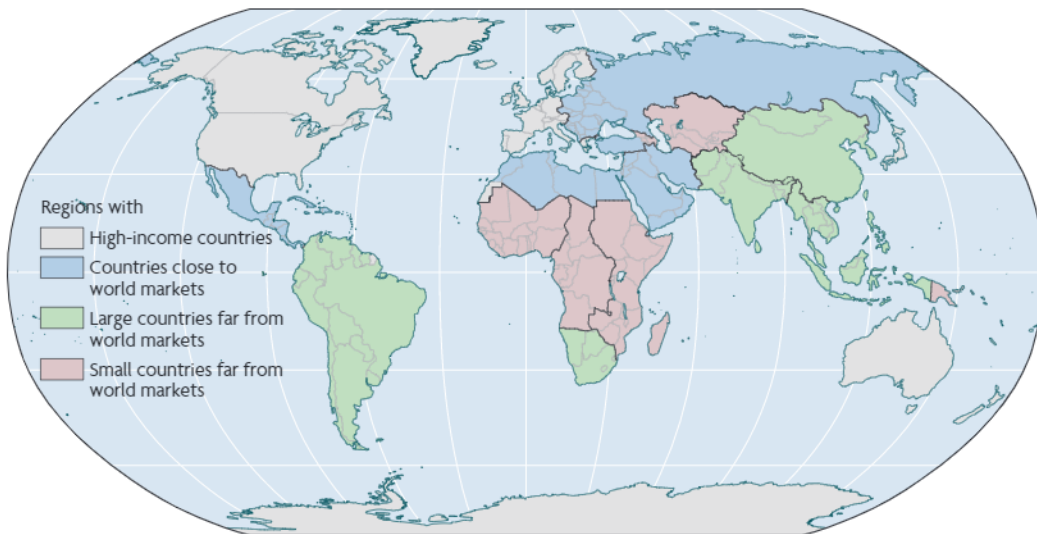 Regions with
High-income countries
Countries close to
world markets
Large countries far from
world markets
Small countries far from
world markets